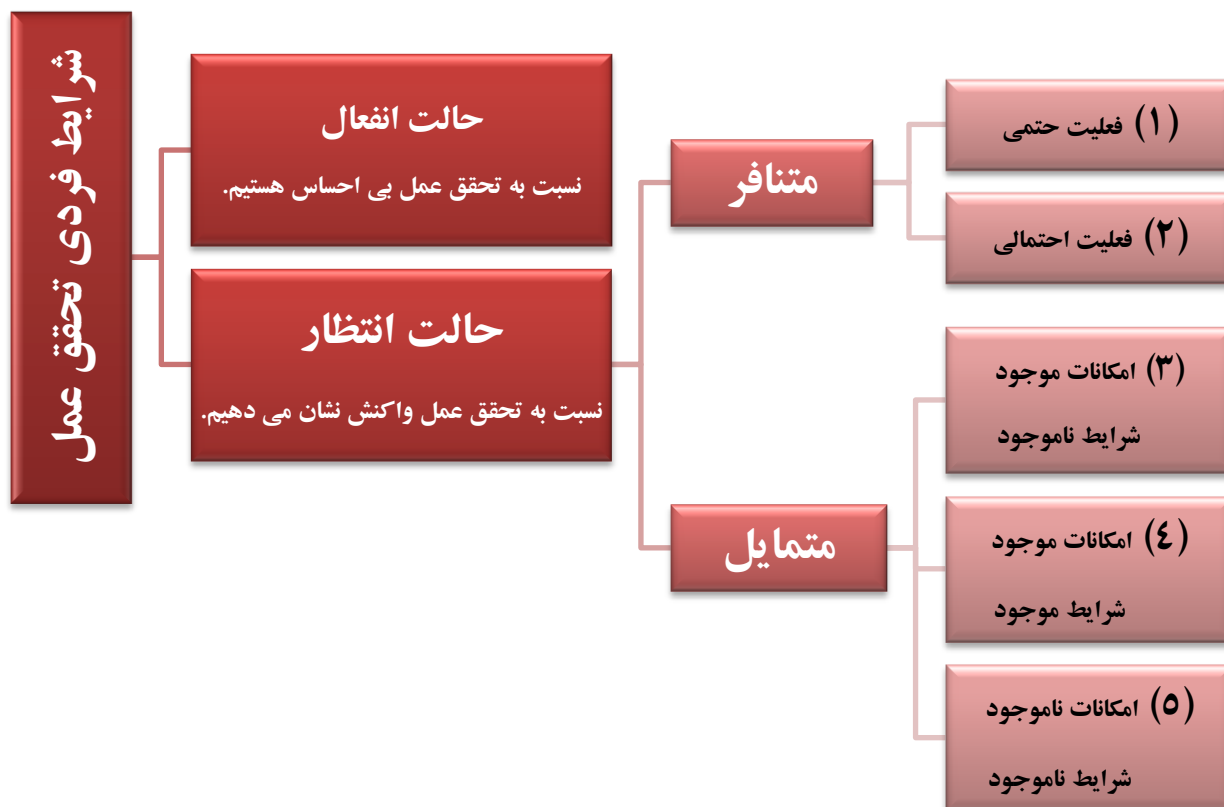 شرایط فردی تحقق عمل
حالت انفعال
نسبت به تحقق عمل بی احساس هستیم.
حالت انتظار
نسبت به تحقق عمل واکنش نشان می دهیم.
متنافر
(۱) فعلیت حتمی
(۲) فعلیت احتمالی
متمایل
(۳) امکانات موجود
شرایط ناموجود
(٤) امکانات موجود
شرایط موجود
(٥) امکانات ناموجود
شرایط ناموجود